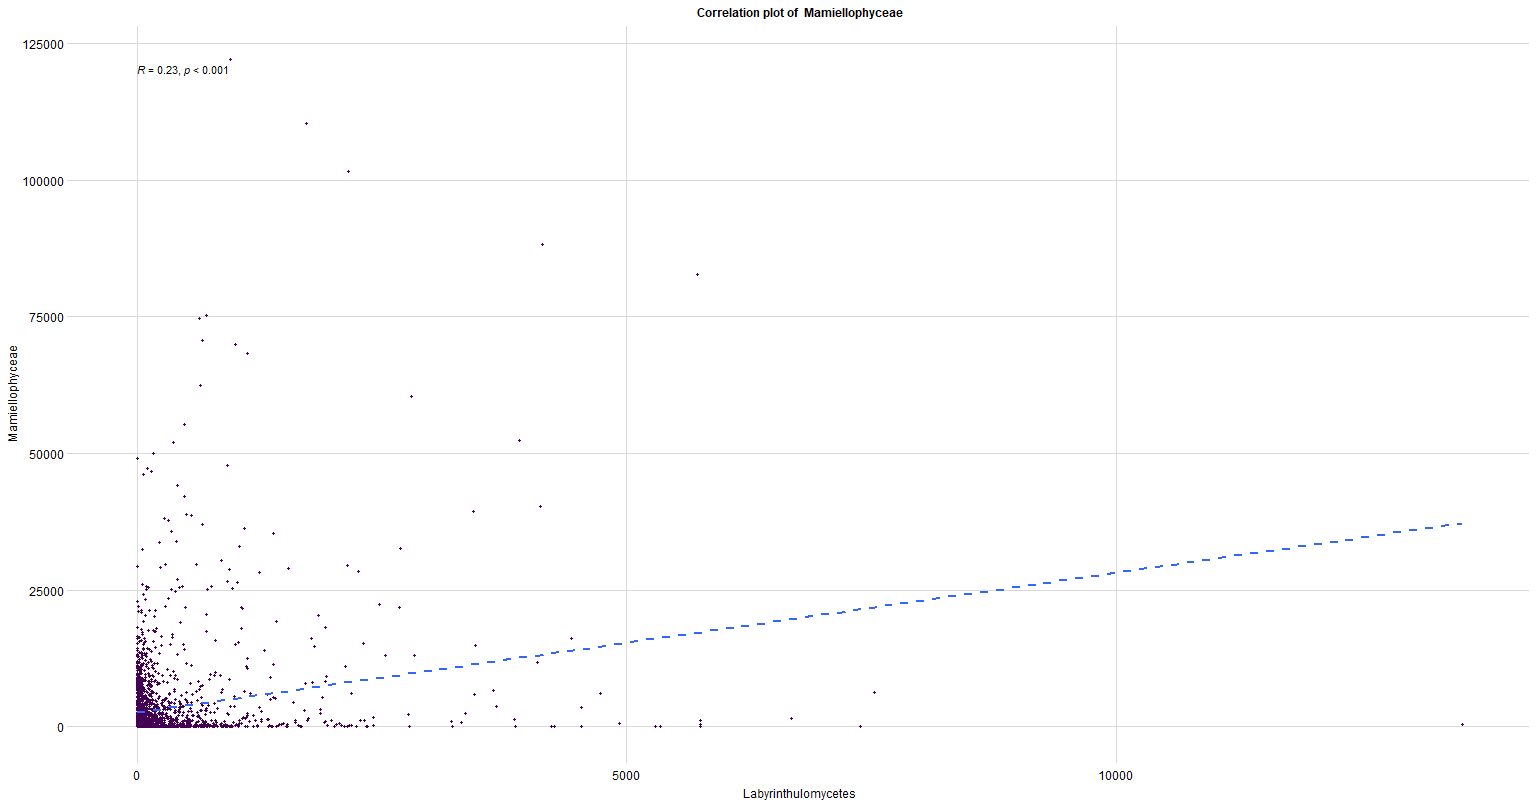 Correlation plot of Mamiellophyceae
125000
R = 0.23, p < 0.001
100000
75000
Mamiellophyceae
50000
25000
0
0 5000 10000
Labyrinthulomycetes